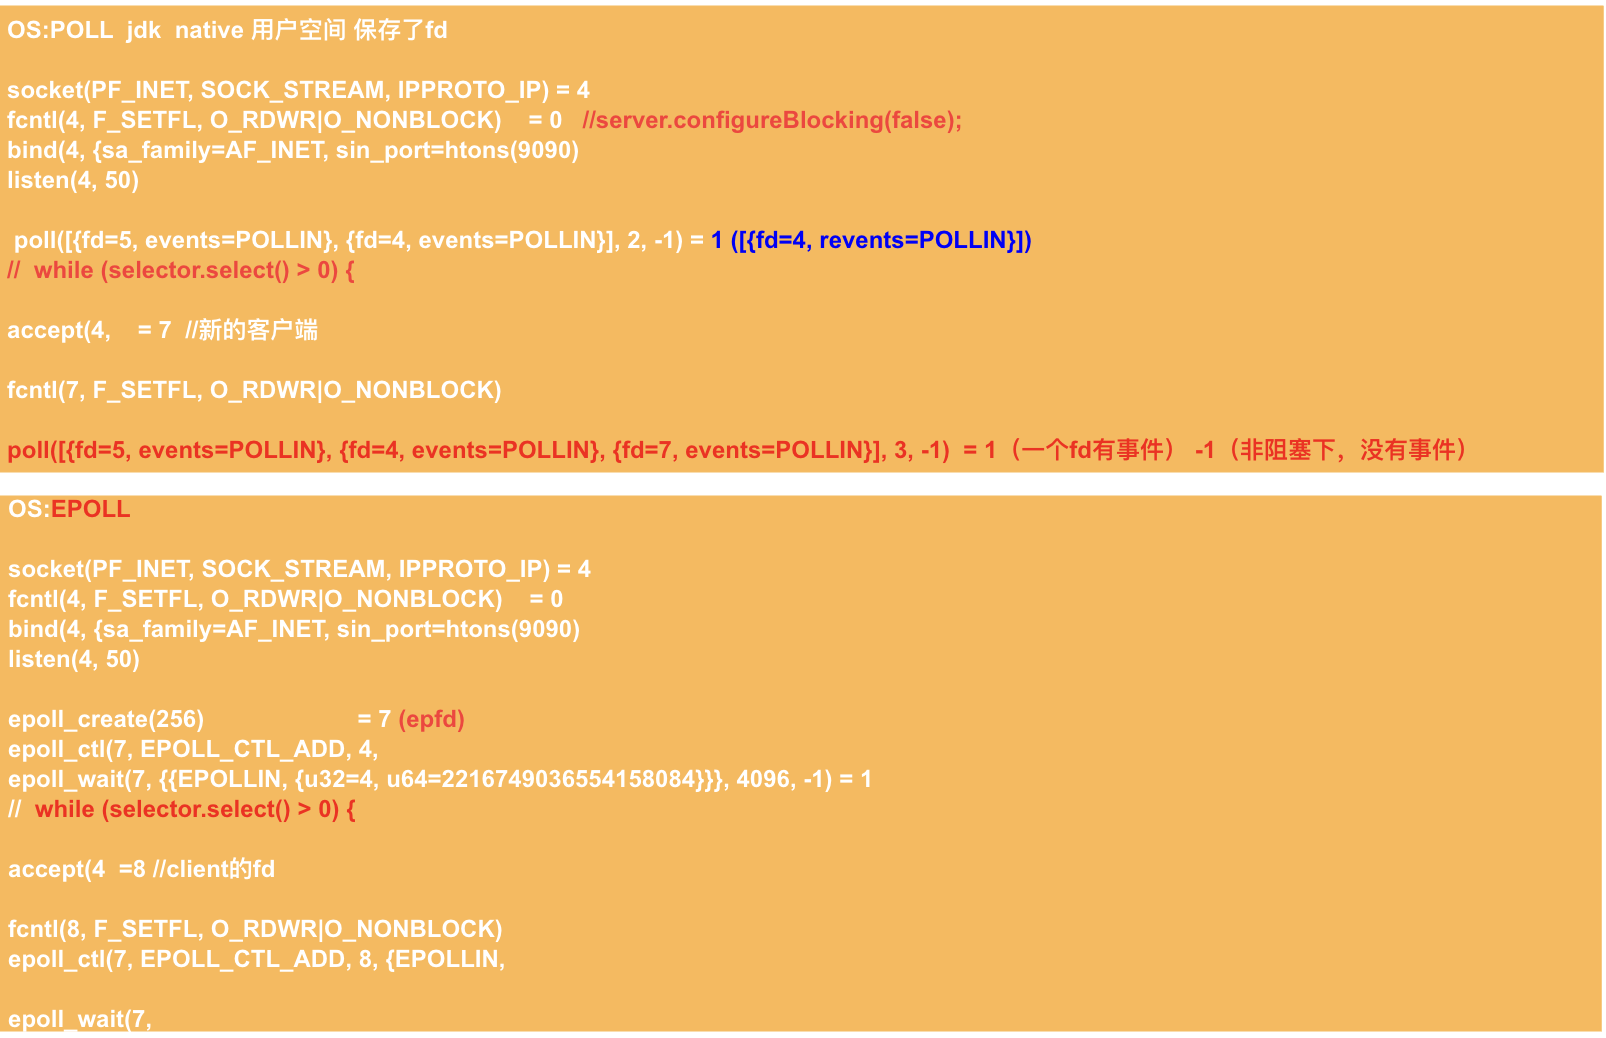 OS:POLL  jdk  native 用户空间 保存了fd
socket(PF_INET, SOCK_STREAM, IPPROTO_IP) = 4
fcntl(4, F_SETFL, O_RDWR|O_NONBLOCK)    = 0   //server.configureBlocking(false);
bind(4, {sa_family=AF_INET, sin_port=htons(9090)
listen(4, 50)
poll([{fd=5, events=POLLIN}, {fd=4, events=POLLIN}], 2, -1) = 1 ([{fd=4, revents=POLLIN}])
//  while (selector.select() > 0) {
accept(4,    = 7  //新的客户端
fcntl(7, F_SETFL, O_RDWR|O_NONBLOCK)
poll([{fd=5, events=POLLIN}, {fd=4, events=POLLIN}, {fd=7, events=POLLIN}], 3, -1)  = 1（一个fd有事件） -1（非阻塞下，没有事件）
OS:EPOLL
socket(PF_INET, SOCK_STREAM, IPPROTO_IP) = 4
fcntl(4, F_SETFL, O_RDWR|O_NONBLOCK)    = 0
bind(4, {sa_family=AF_INET, sin_port=htons(9090)
listen(4, 50)
epoll_create(256)                       = 7 (epfd)
epoll_ctl(7, EPOLL_CTL_ADD, 4,
epoll_wait(7, {{EPOLLIN, {u32=4, u64=2216749036554158084}}}, 4096, -1) = 1
//  while (selector.select() > 0) {
accept(4  =8 //client的fd
fcntl(8, F_SETFL, O_RDWR|O_NONBLOCK)
epoll_ctl(7, EPOLL_CTL_ADD, 8, {EPOLLIN,
epoll_wait(7,